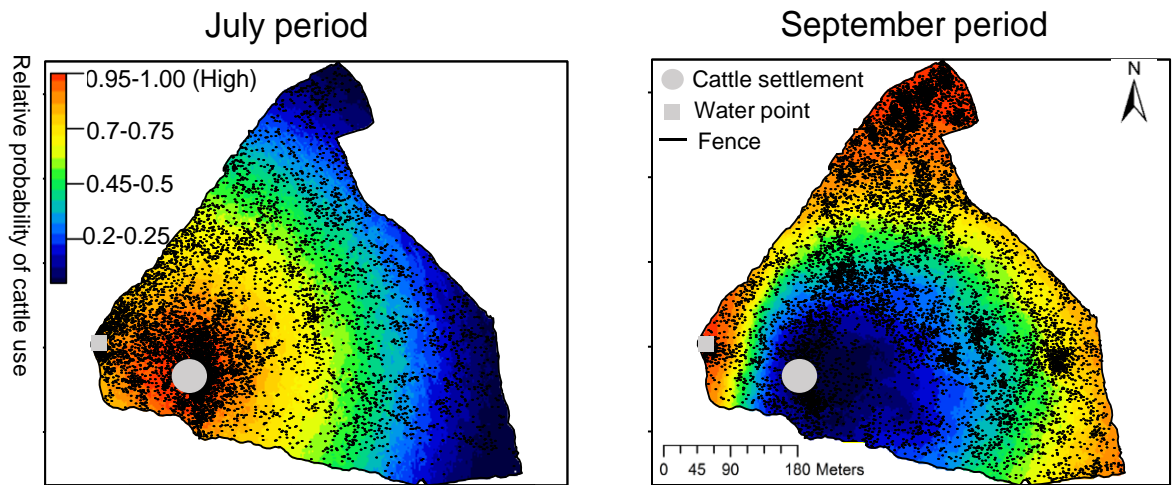 July period
September period
Relative probability of cattle use
0.95-1.00 (High)
0.7-0.75
0.45-0.5
0.2-0.25
Cattle settlement
Water point
Fence
N
0 45 90 180 Meters